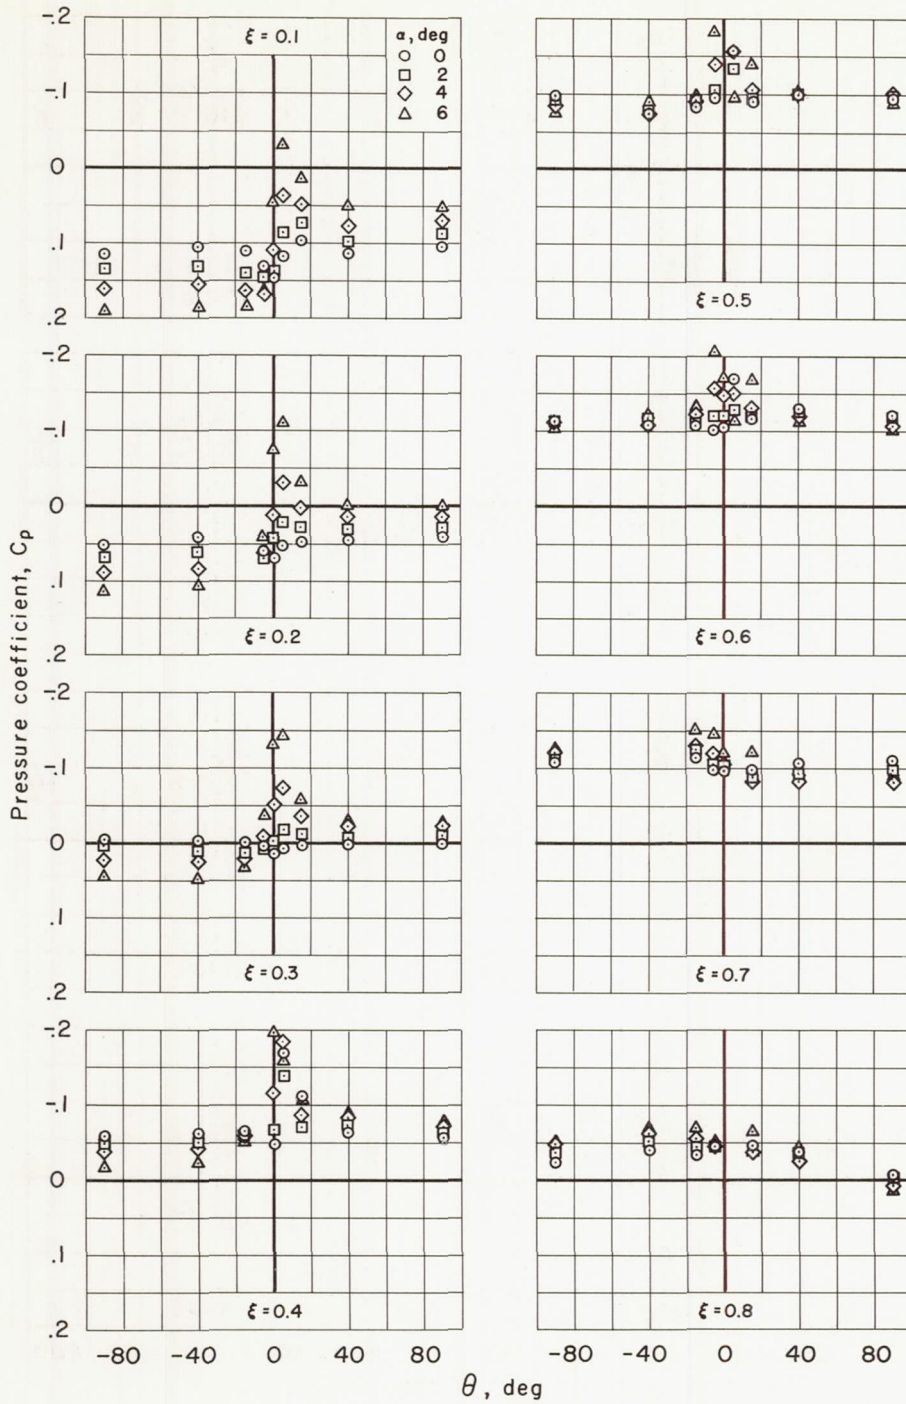 -.2
-.1
0
.1
.2
ξ = 0.1
α, deg
0
2
4
6
ξ = 0.5
-.2
-.1
0
.1
.2
ξ = 0.2
ξ = 0.6
Pressure coefficient, Cp
-.2
-.1
0
.1
.2
ξ = 0.3
ξ = 0.7
-.2
-.1
0
.1
.2
ξ = 0.4
ξ = 0.8
-80 -40 0 40 80
-80 -40 0 40 80
θ, deg